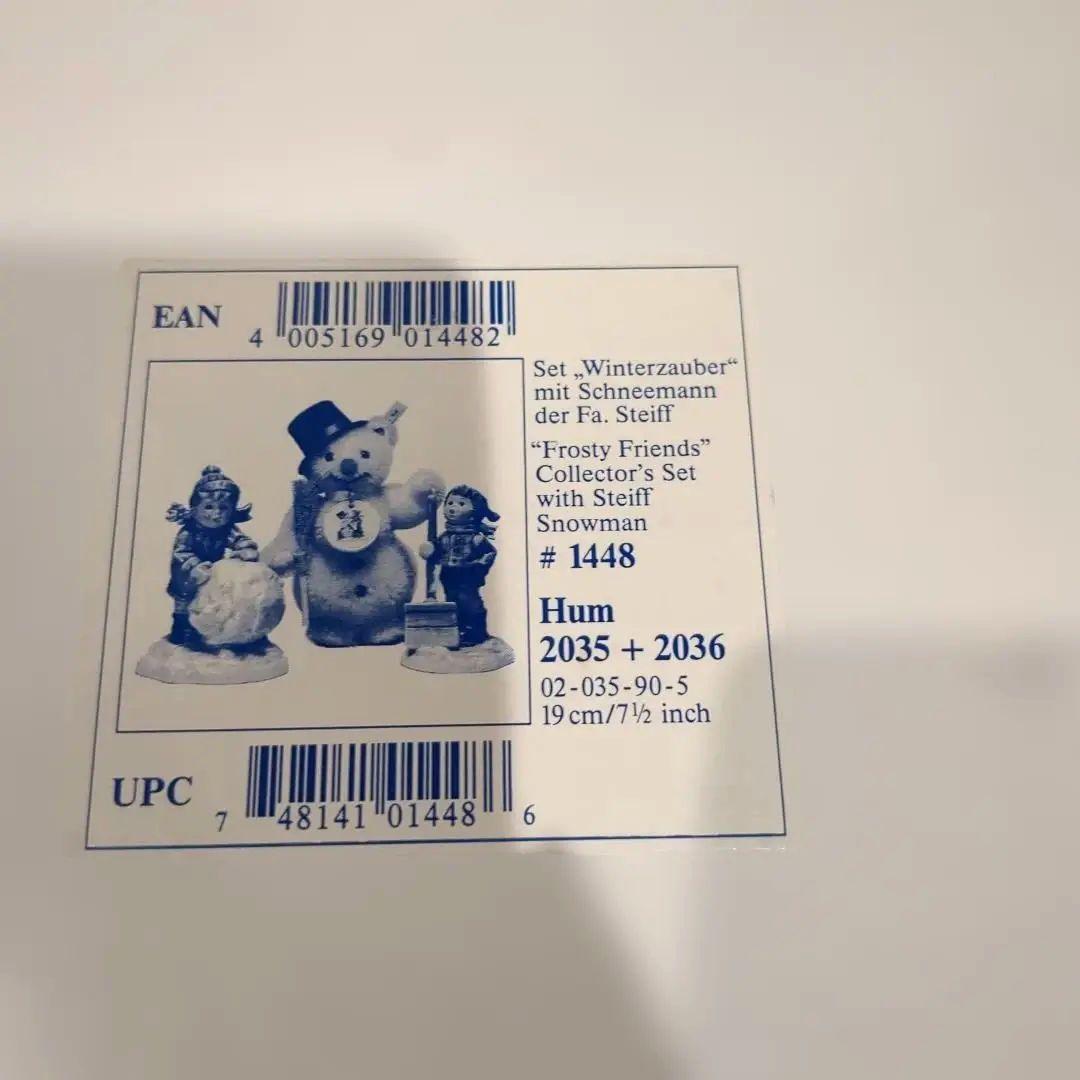 EAN
4 005169 014482
Set „Winterzauber“
mit Schneemann
der Fa. Steiff
“Frosty Friends”
Collector’s Set
with Steiff
Snowman
# 1448
Hum
2035 + 2036
02-035-90-5
19 cm/7½ inch
UPC
7 48141 01448 6